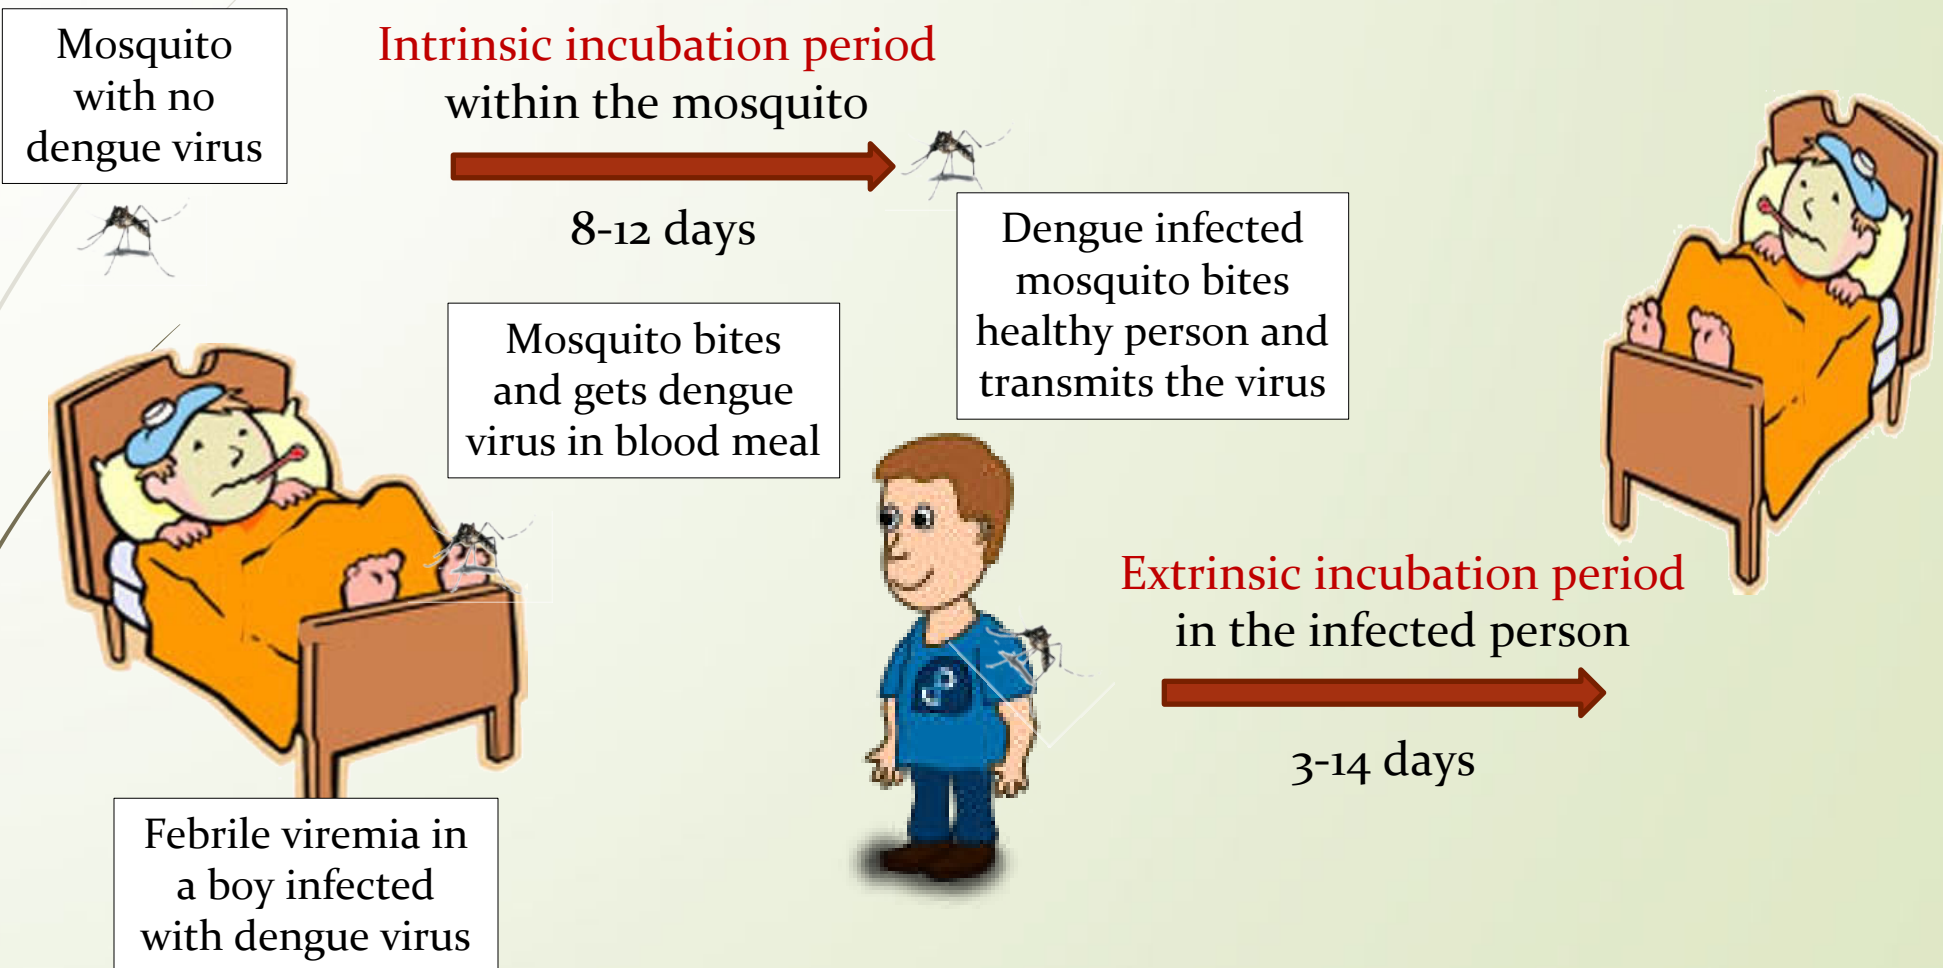 Mosquito
with no
dengue virus
Intrinsic incubation period
within the mosquito
8-12 days
Mosquito bites
and gets dengue
virus in blood meal
Dengue infected
mosquito bites
healthy person and
transmits the virus
Extrinsic incubation period
in the infected person
3-14 days
Febrile viremia in
a boy infected
with dengue virus